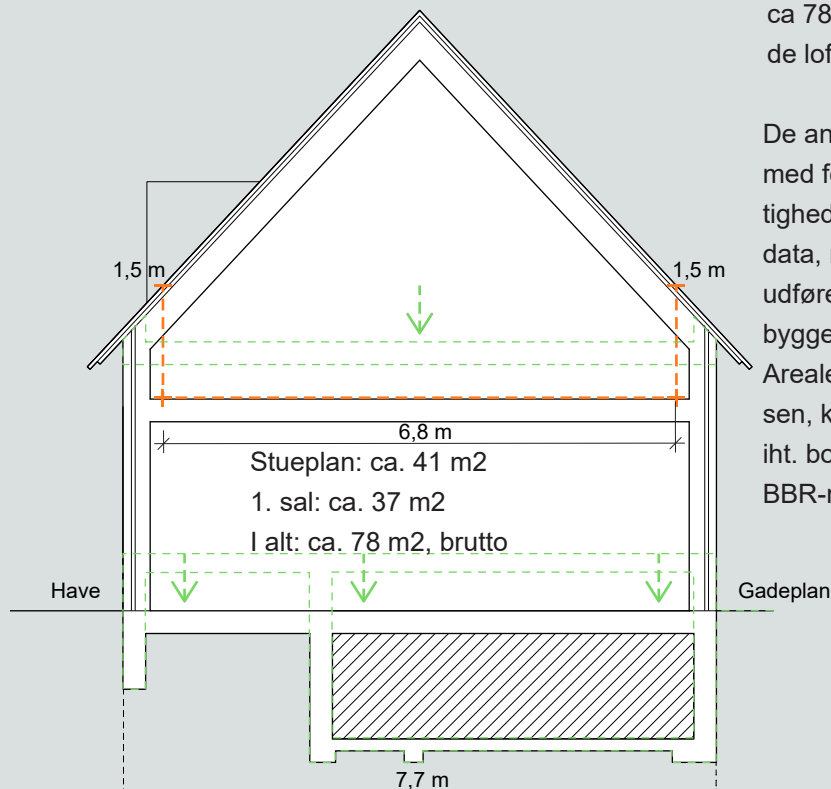 ca 78
de lof
De an
med f
tighed
data,
udføre
bygge
Areale
sen, k
iht. bo
BBR-r
1,5 m
1,5 m
6,8 m
Stueplan: ca. 41 m2
1. sal: ca. 37 m2
I alt: ca. 78 m2, brutto
Have
Gadeplan
7,7 m